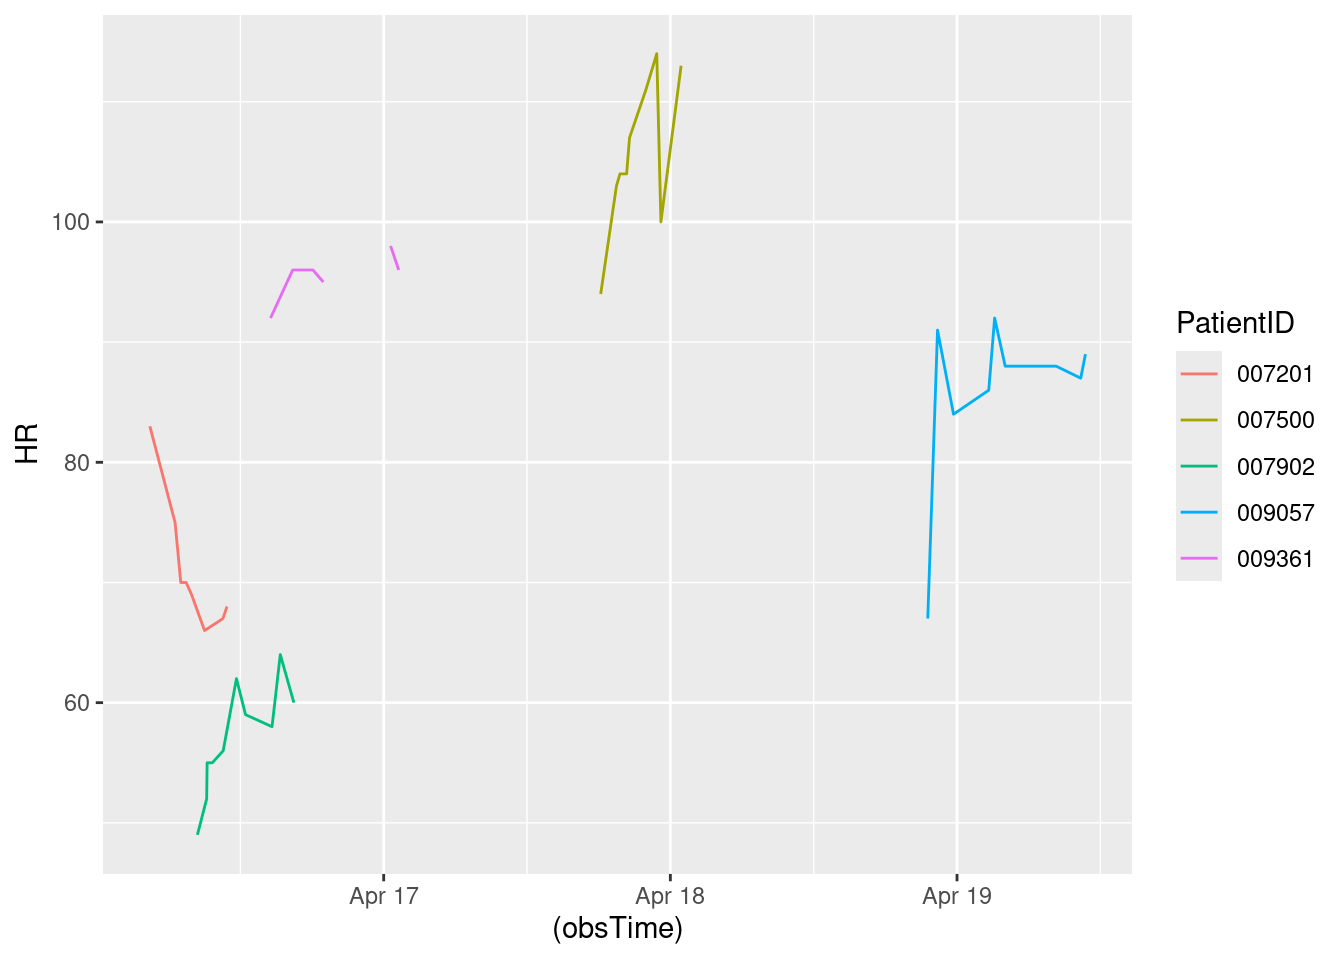 100
80
60
HR
Apr 17
Apr 18
Apr 19
(obsTime)
PatientID
007201
007500
007902
009057
009361